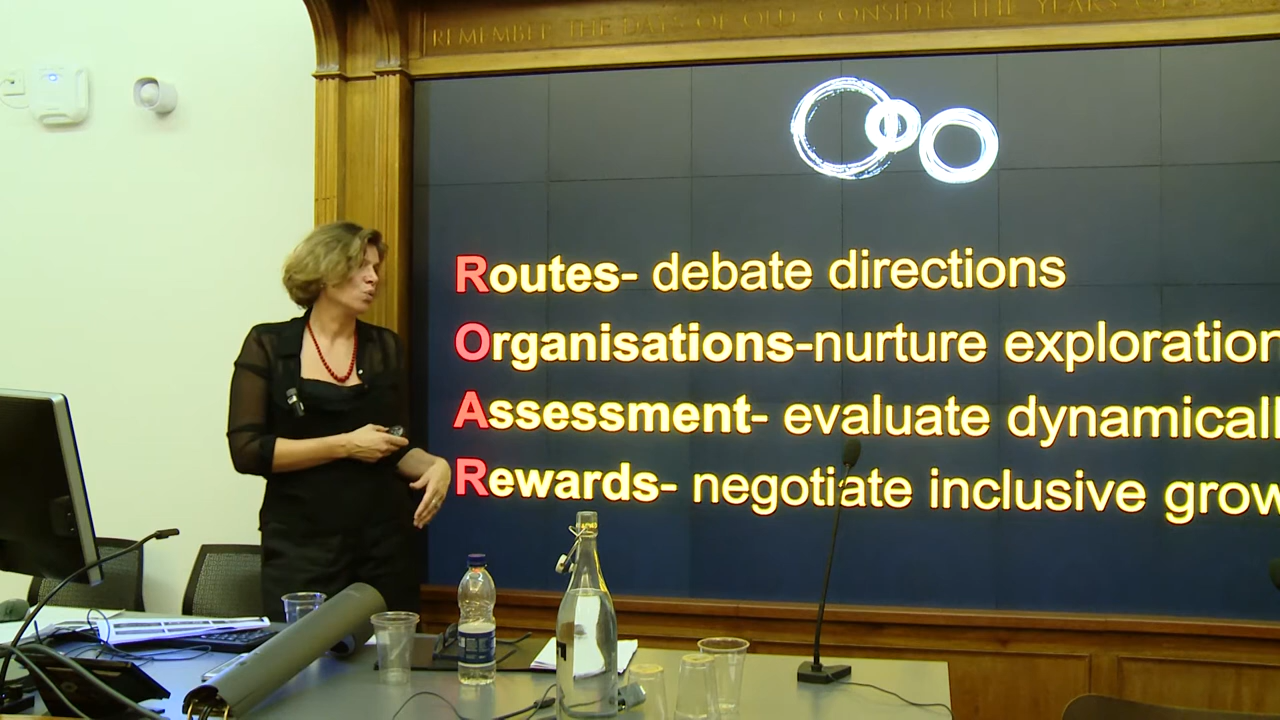 REMEMBER THE DAYS OF OLD CONSIDER THE YEARS OF
Routes- debate directions
Organisations-nurture exploration
Assessment- evaluate dynamicall
Rewards- negotiate inclusive grow